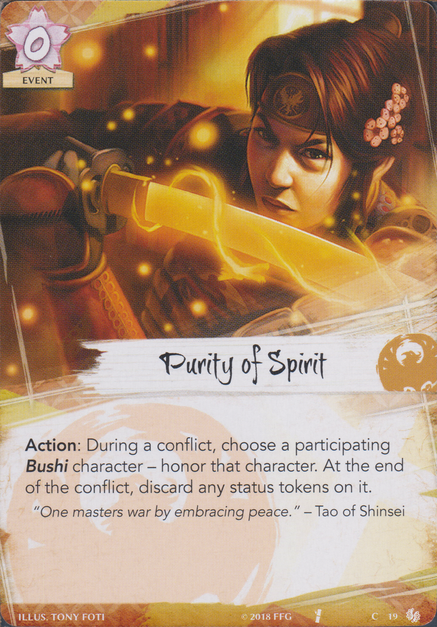 0
EVENT
Purity of Spirit
Action: During a conflict, choose a participating
Bushi character – honor that character. At the end
of the conflict, discard any status tokens on it.
“One masters war by embracing peace.” – Tao of Shinsei
ILLUS. TONY FOTI © 2018 FFG C 19